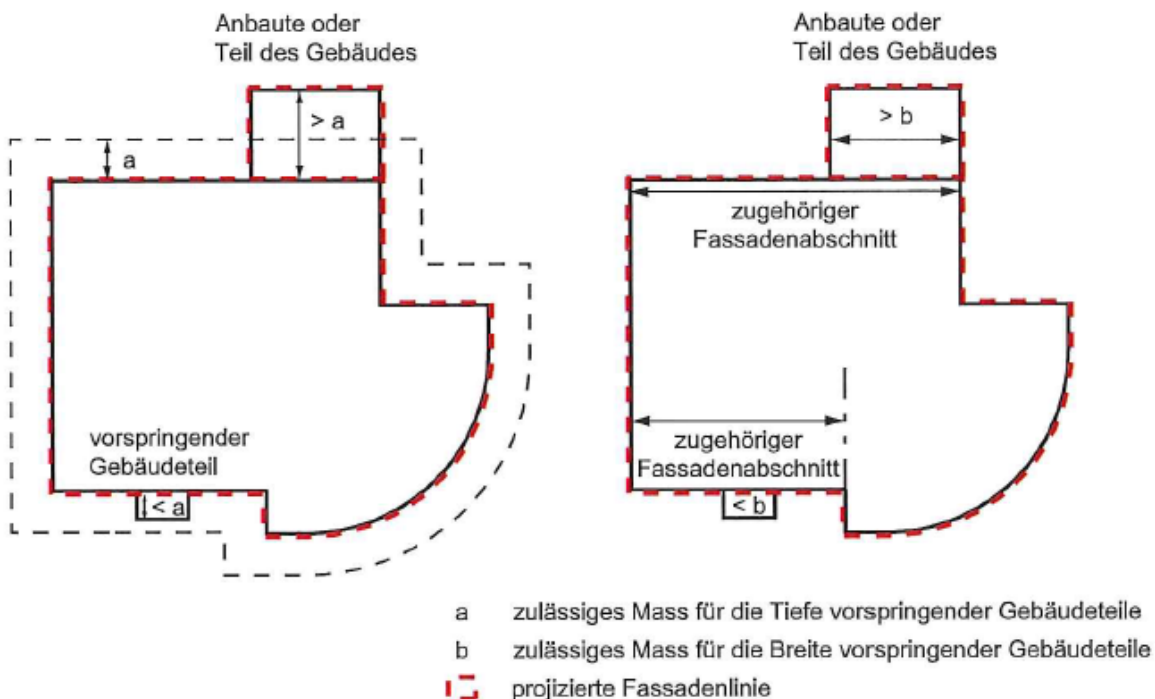 Anbaute oder
Teil des Gebäudes
> a
a
vorspringender
Gebäudeteil
< a
Anbaute oder
Teil des Gebäudes
> b
zugehöriger
Fassadenabschnitt
zugehöriger
Fassadenabschnitt
< b
a zulässiges Mass für die Tiefe vorspringender Gebäudeteile
b zulässiges Mass für die Breite vorspringender Gebäudeteile
projizierte Fassadenlinie